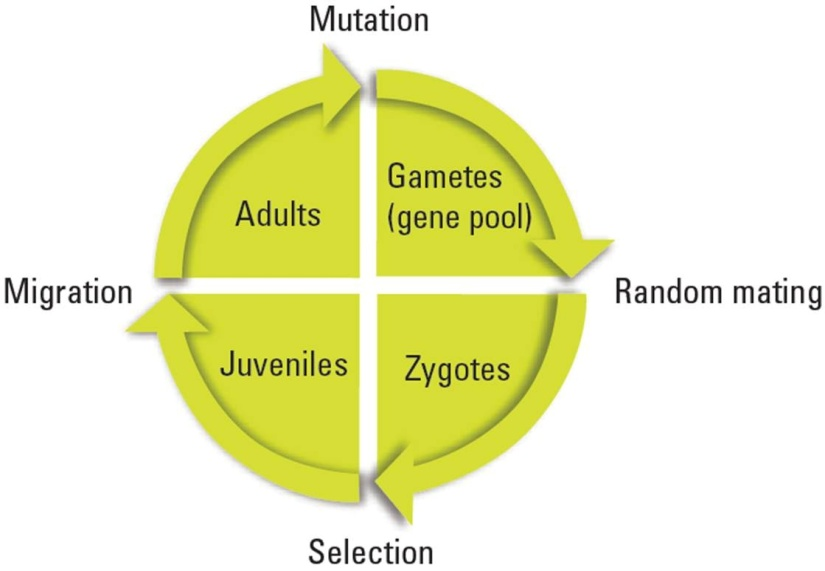 Mutation
Gametes
(gene pool)
Adults
Migration
Random mating
Juveniles
Zygotes
Selection